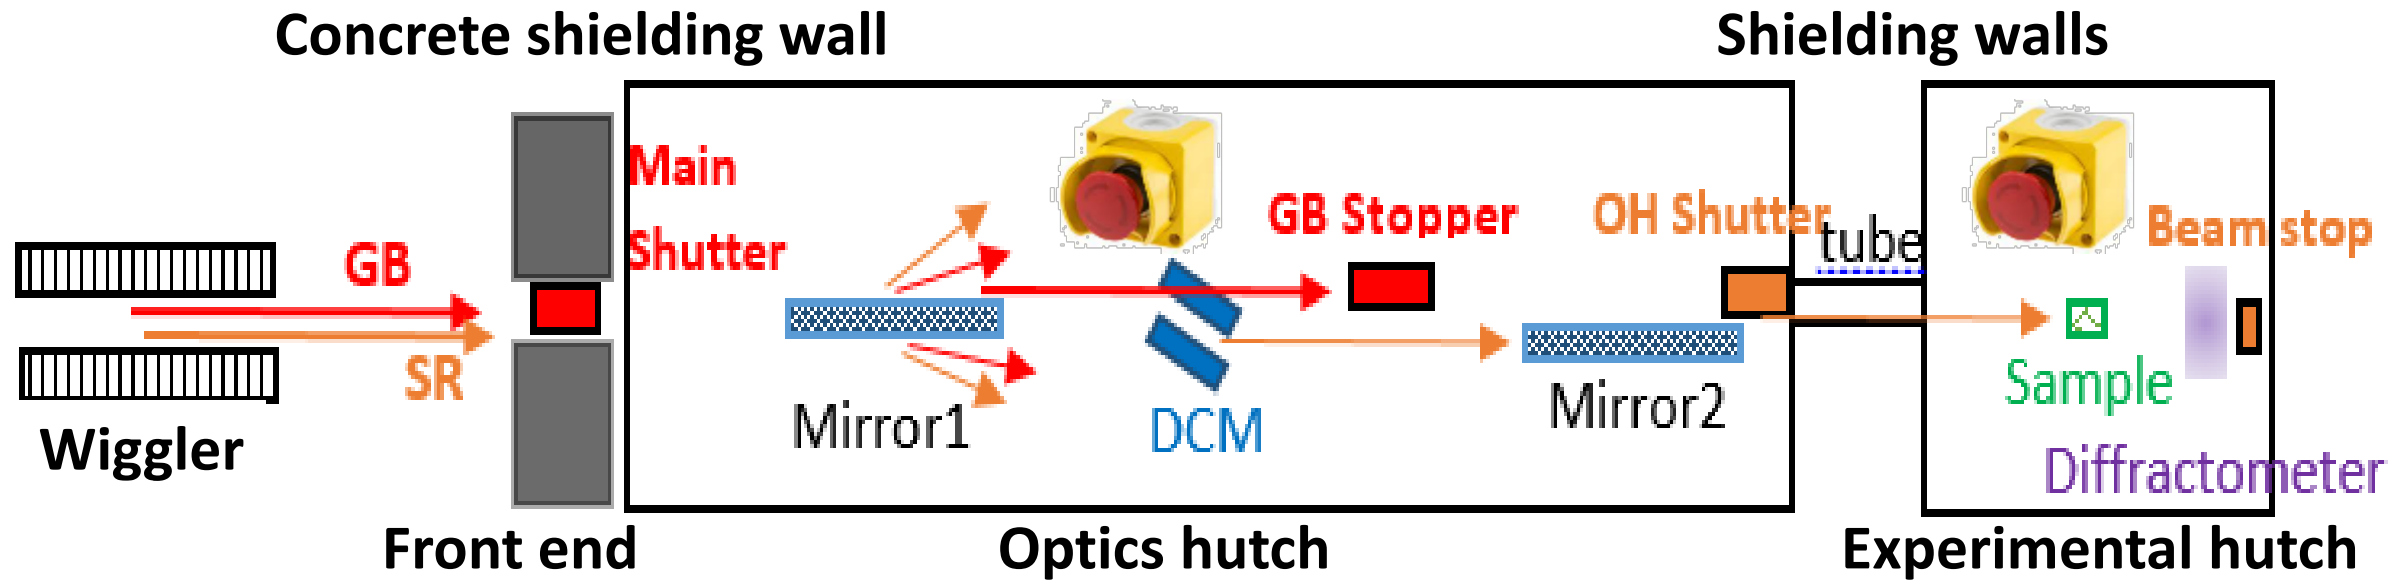 Concrete shielding wall
Shielding walls
Main
Shutter
GB
SR
Wiggler
Front end
Mirror1
DCM
GB Stopper
OH Shutter
Mirror2
tube
Beam stop
Sample
Diffractometer
Optics hutch
Experimental hutch